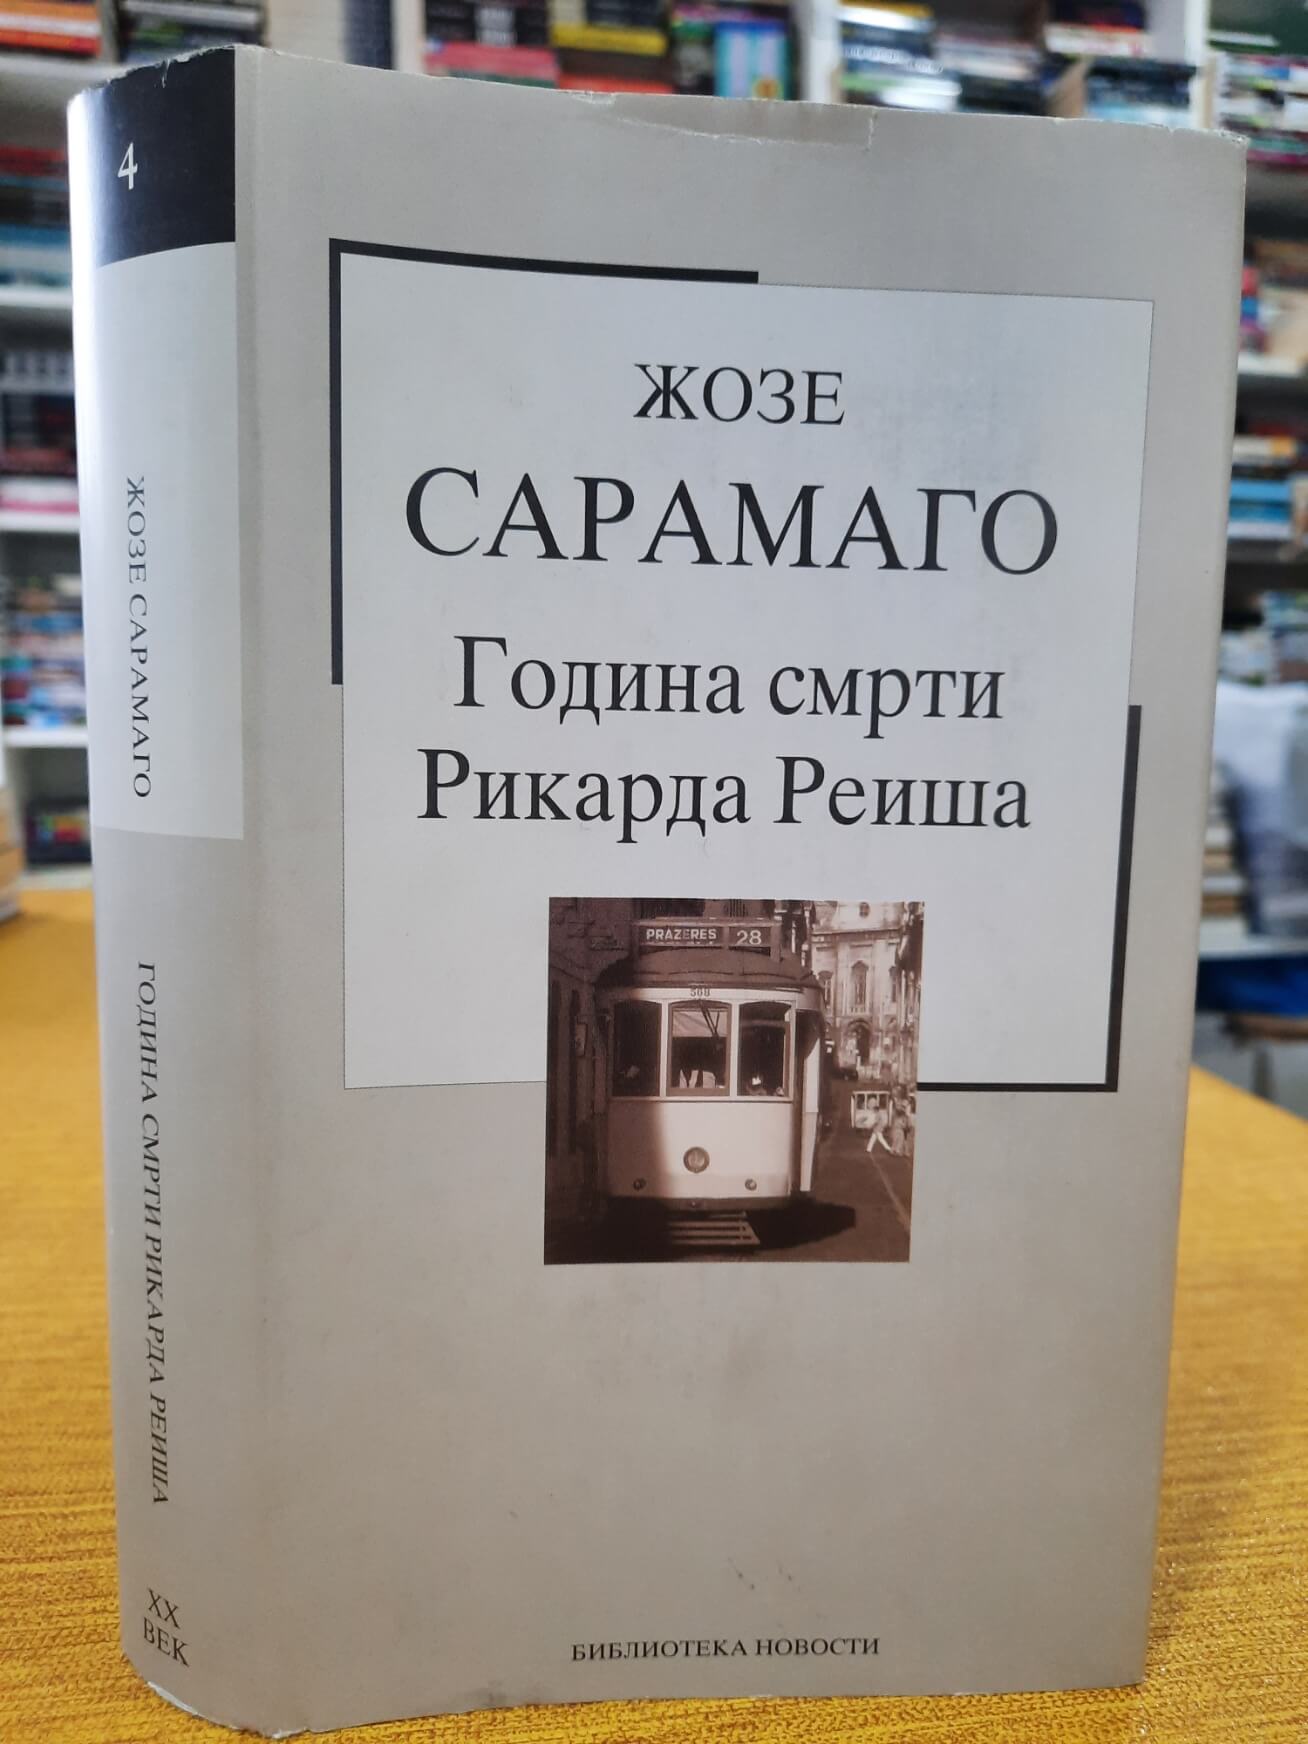 4
ЖОЗЕ САРАМАГО
ГОДИНА СМРТИ РИКАРДА РЕИША
XX
ВЕК
ЖОЗЕ
САРАМАГО
Година смрти
Рикарда Реиша
PRAZERES 28
568
БИБЛИОТЕКА НОВОСТИ